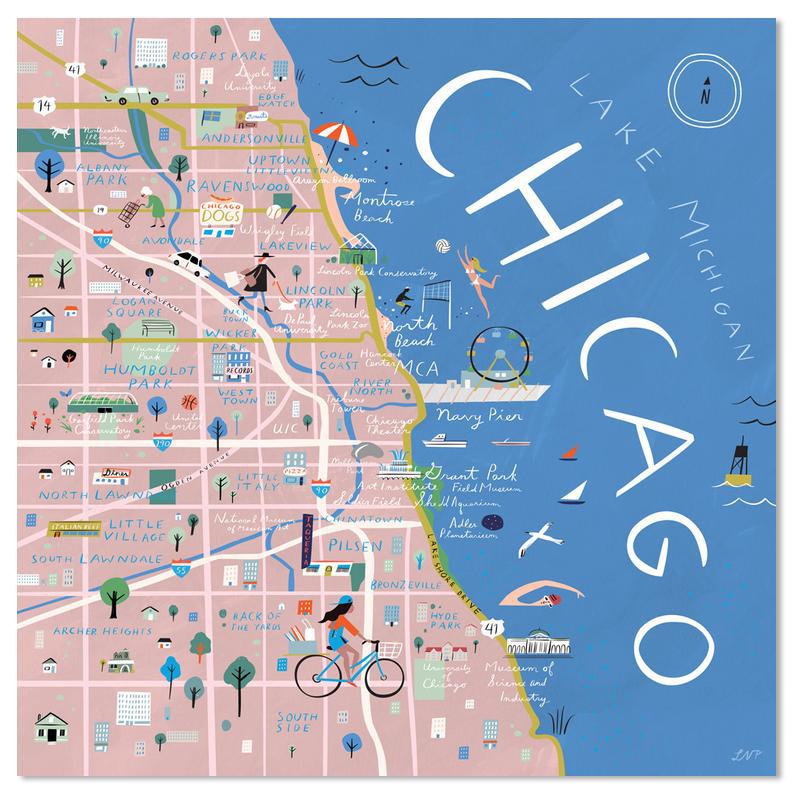 ROGERS PARK
41
Loyola
University
EDGE
WATER
14
Donuts
ANDERSONVILLE
Northeastern
Illinois
University
UPTOWN
LITTLE VIETNAM
Aragon Ballroom
ALBANY
PARK
RAVENSWOOD
Montrose
Beach
19
CHICAGO
DOGS
Wrigley Field
90
AVONDALE
LAKEVIEW
Lincoln Park Conservatory
MILWAUKEE AVENUE
LINCOLN
PARK
LOGAN
SQUARE
BUCK
TOWN
DePaul
University
Lincoln
Park Zoo
North
Beach
WICKER
PARK
Humboldt
Park
GOLD
COAST
Hancock
Center
MCA
HUMBOLDT
PARK
RECORDS
RIVER
NORTH
WEST
TOWN
Tribune
Tower
Navy Pier
Garfield Park
Conservatory
United
Center
UIC
Chicago
Theater
290
Grant Park
Diner
PIZZA
OGDEN AVENUE
LITTLE
ITALY
90
Art Institute
Field Museum
NORTH LAWND
Soldier Field
Shedd Aquarium
National Museum
of Mexican Art
CHINATOWN
Adler
Planetarium
ITALIAN BEEF
LITTLE
VILLAGE
TAQUERIA
PILSEN
SOUTH LAWNDALE
55
LAKE SHORE DRIVE
BRONZEVILLE
ARCHER HEIGHTS
BACK OF
THE YARDS
HYDE
PARK
41
University
of
Chicago
Museum of
Science and
Industry
SOUTH
SIDE
CHICAGO
LAKE MICHIGAN
N
LNP